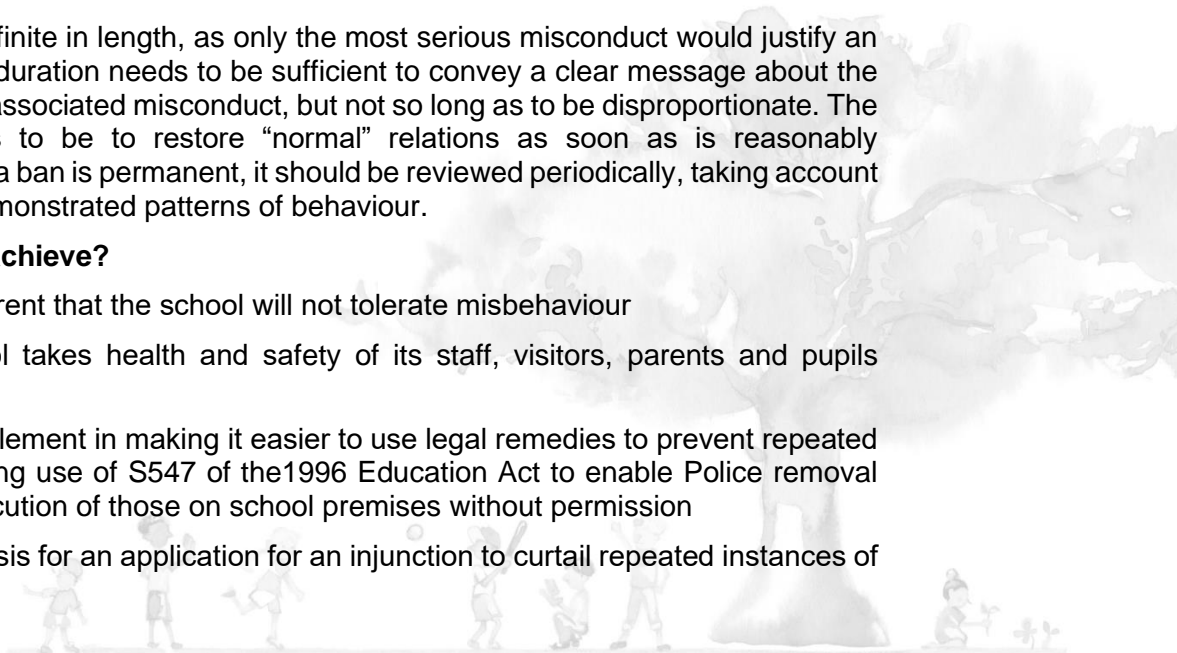 finite in length, as only the most serious misconduct would justify an
duration needs to be sufficient to convey a clear message about the
associated misconduct, but not so long as to be disproportionate. The
to be to restore “normal” relations as soon as is reasonably
a ban is permanent, it should be reviewed periodically, taking account
monstrated patterns of behaviour.
chieve?
rent that the school will not tolerate misbehaviour
ol takes health and safety of its staff, visitors, parents and pupils
lement in making it easier to use legal remedies to prevent repeated
ng use of S547 of the1996 Education Act to enable Police removal
cution of those on school premises without permission
sis for an application for an injunction to curtail repeated instances of